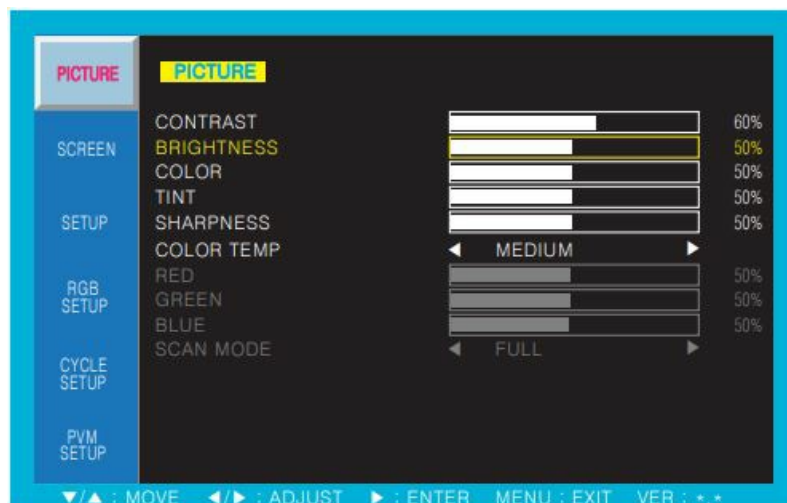 PICTURE
SCREEN
SETUP
RGB
SETUP
CYCLE
SETUP
PVM
SETUP
PICTURE
CONTRAST 60%
BRIGHTNESS 50%
COLOR 50%
TINT 50%
SHARPNESS 50%
COLOR TEMP ◀ MEDIUM ▶
RED 50%
GREEN 50%
BLUE 50%
SCAN MODE ◀ FULL ▶
▼/▲ : MOVE ◀/▶ : ADJUST ▶ : ENTER MENU : EXIT VER : *.*